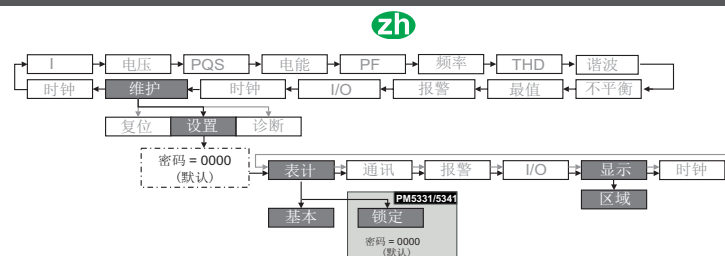 zh
I 电压 PQS 电能 PF 频率 THD 谐波
时钟 维护 时钟 I/O 报警 最值 不平衡
复位 设置 诊断
密码 = 0000
(默认)
表计 通讯 报警 I/O 显示 时钟
PM5331/5341
基本 锁定 区域
密码 = 0000
(默认)